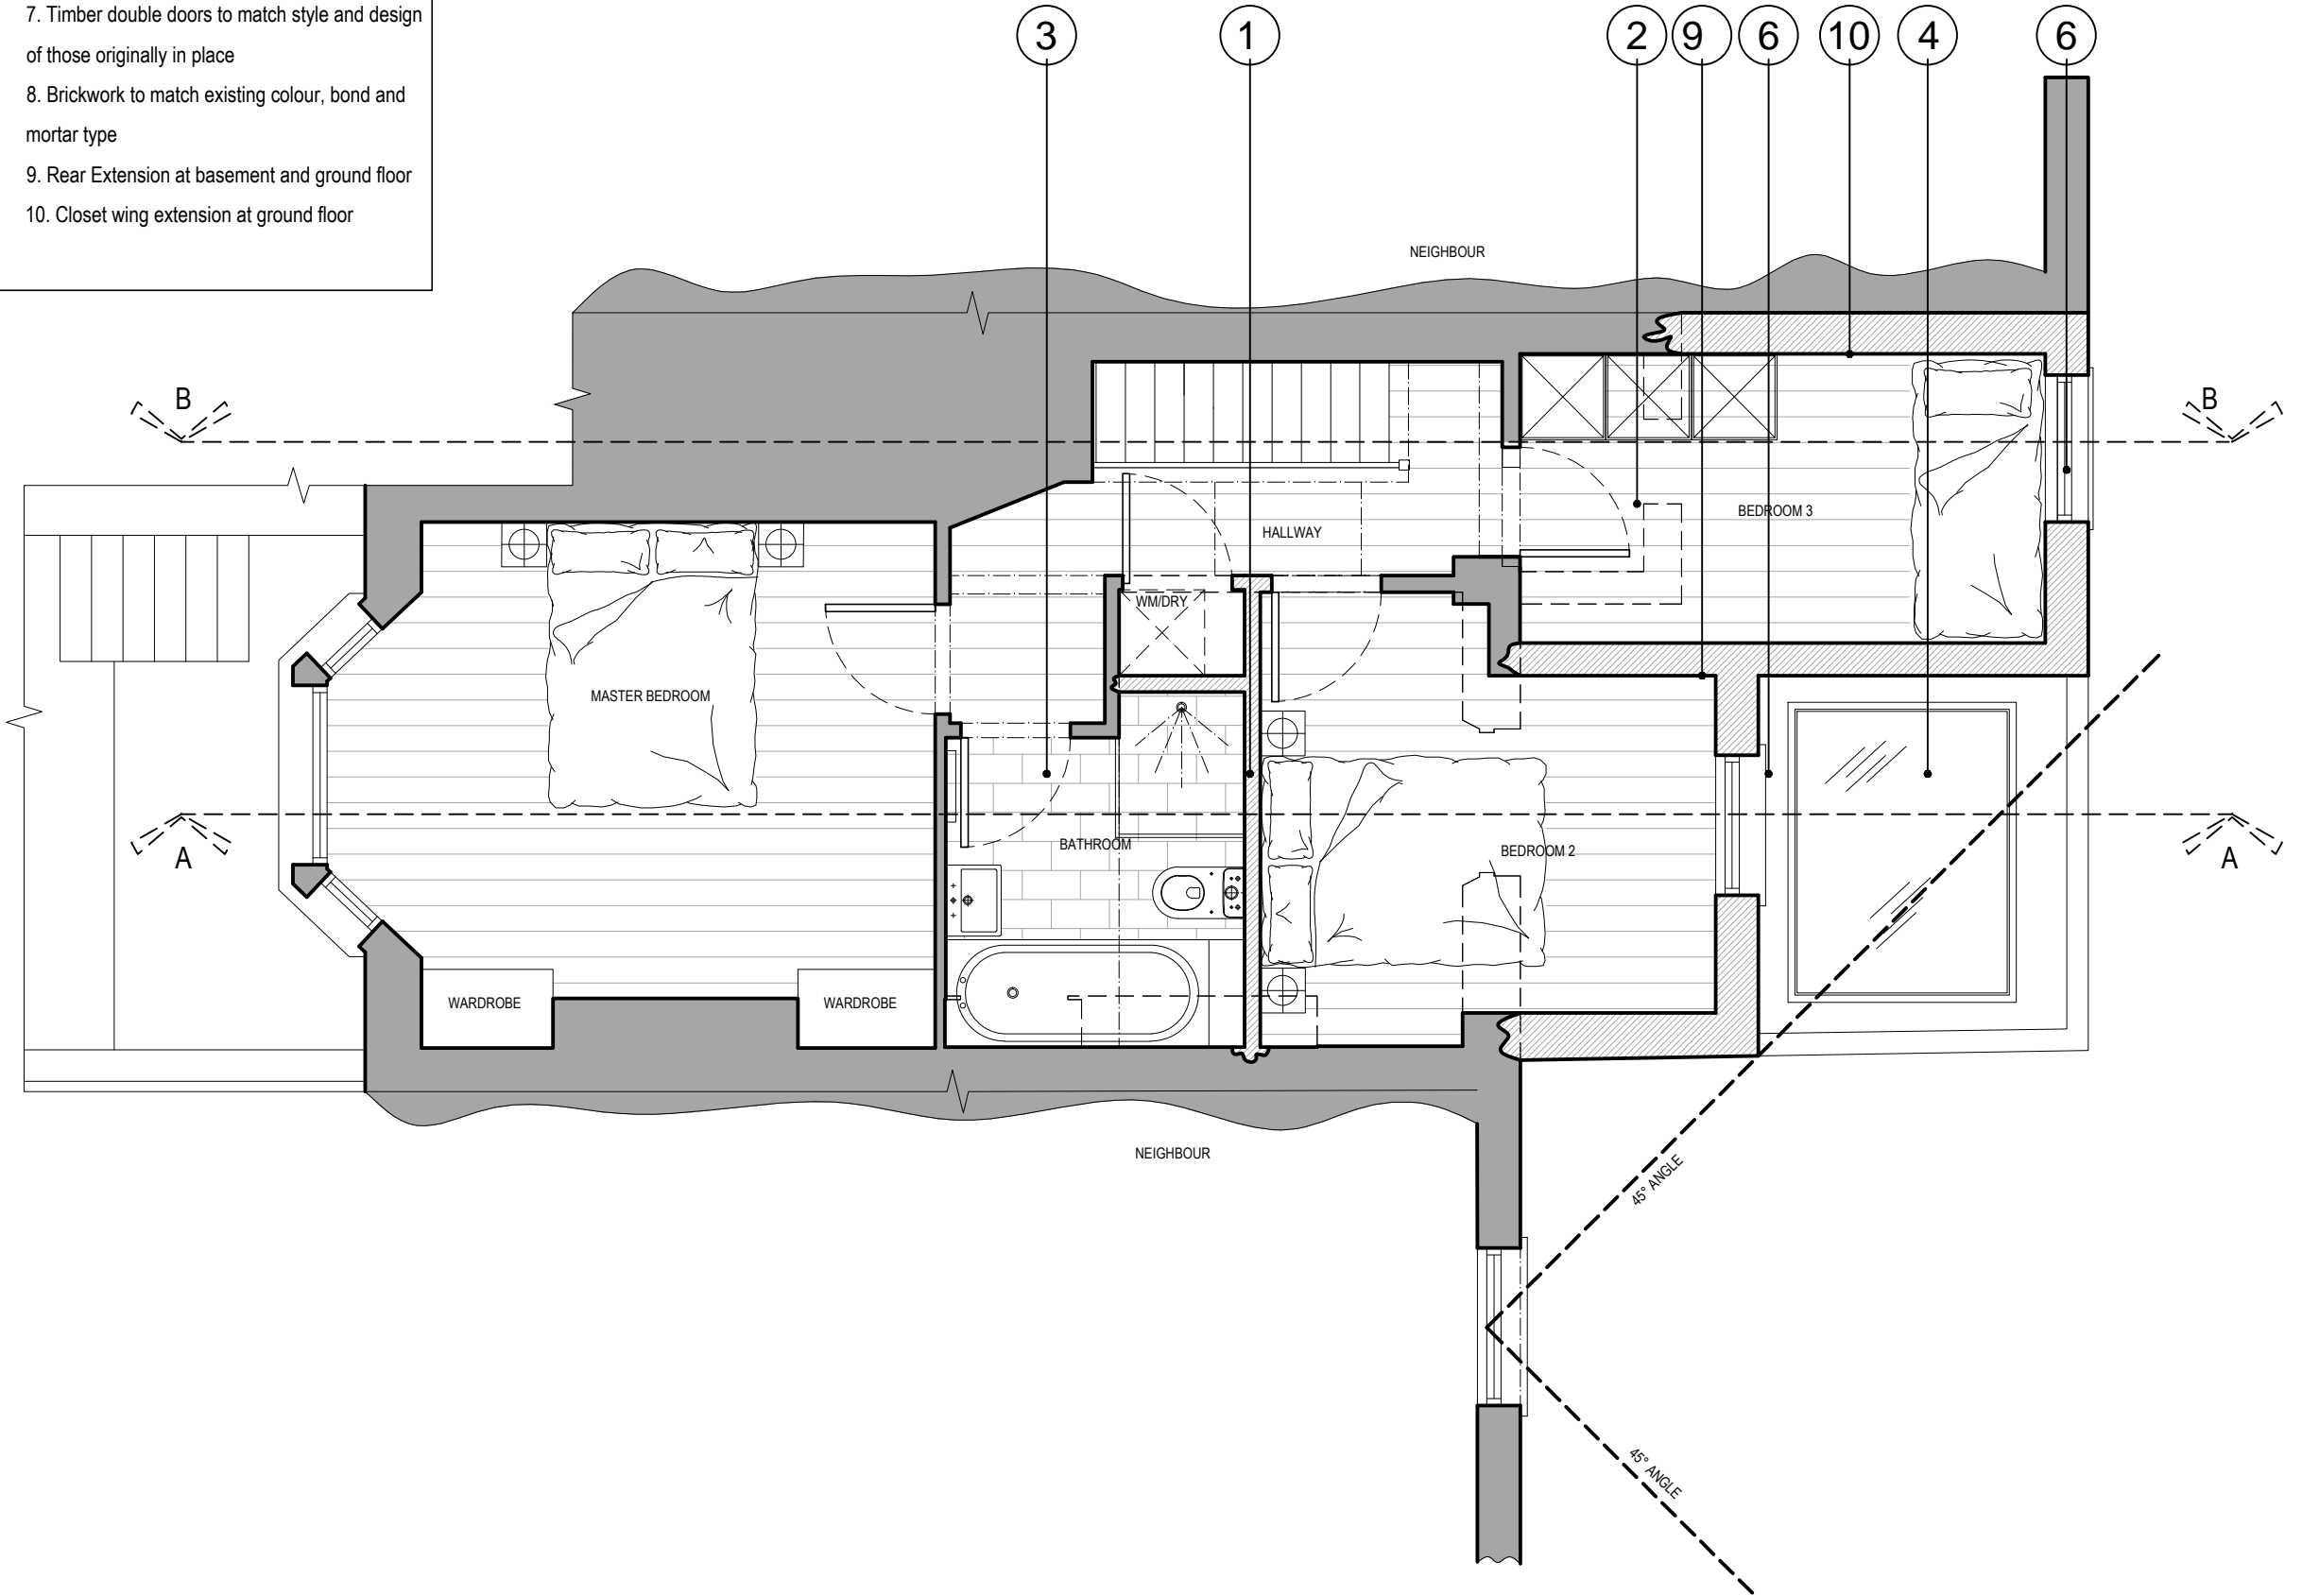 7. Timber double doors to match style and design
of those originally in place
8. Brickwork to match existing colour, bond and
mortar type
9. Rear Extension at basement and ground floor
10. Closet wing extension at ground floor
3 1 2 9 6 10 4 6
NEIGHBOUR
B B
BEDROOM 3
HALLWAY
WM/DRY
MASTER BEDROOM
BATHROOM
BEDROOM 2
A A
WARDROBE WARDROBE
NEIGHBOUR
45° ANGLE
45° ANGLE